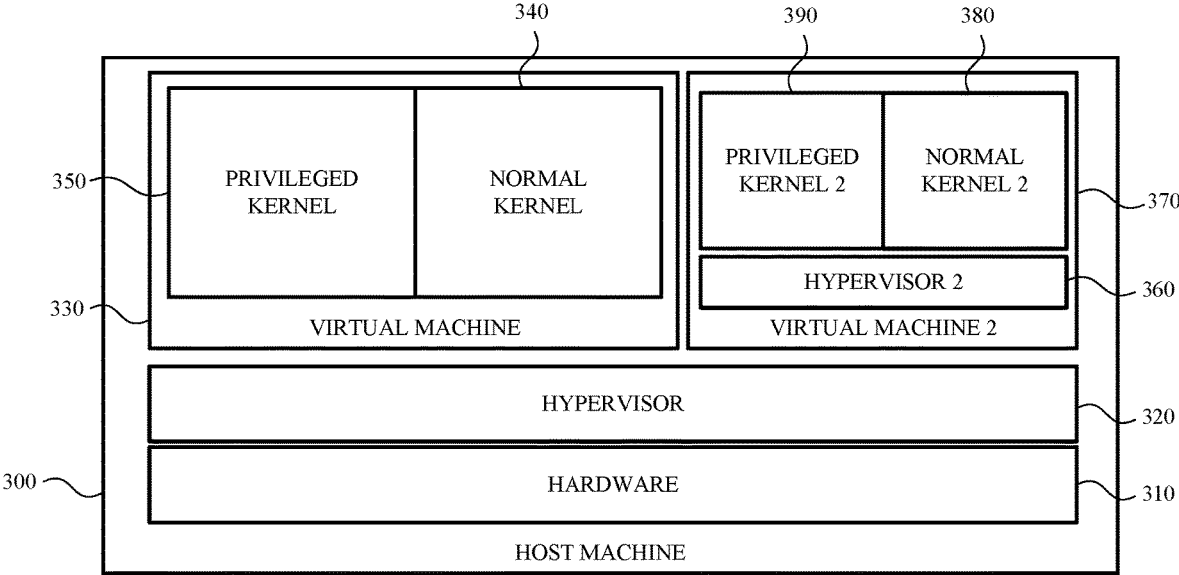 340
390
380
PRIVILEGED
KERNEL
NORMAL
KERNEL
PRIVILEGED
KERNEL 2
NORMAL
KERNEL 2
350
370
HYPERVISOR 2
360
330
VIRTUAL MACHINE
VIRTUAL MACHINE 2
HYPERVISOR
320
300
HARDWARE
310
HOST MACHINE